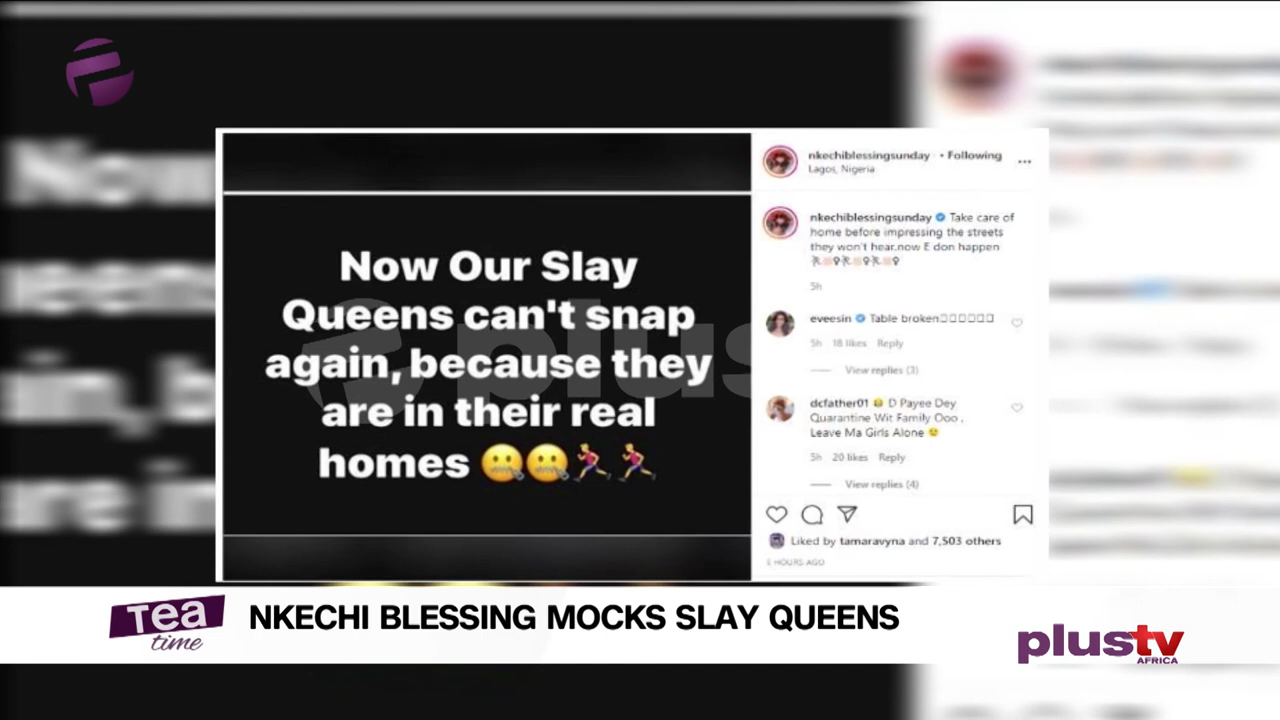 nkechiblessingsunday • Following
Lagos, Nigeria
Now Our Slay
Queens can't snap
again, because they
are in their real
homes 🤐🤐🏃‍♀️🏃‍♀️
nkechiblessingsunday Take care of
home before impressing the streets
they won't hear.now E don happen
5h
eveesin Table broken
5h 18 likes Reply
View replies (3)
dcfather01 😂 D Payee Dey
Quarantine Wit Family Ooo .
Leave Ma Girls Alone
5h 20 likes Reply
View replies (4)
Liked by tamaravyna and 7,503 others
HOURS AGO
plus
Tea
time
NKECHI BLESSING MOCKS SLAY QUEENS
plustv
AFRICA